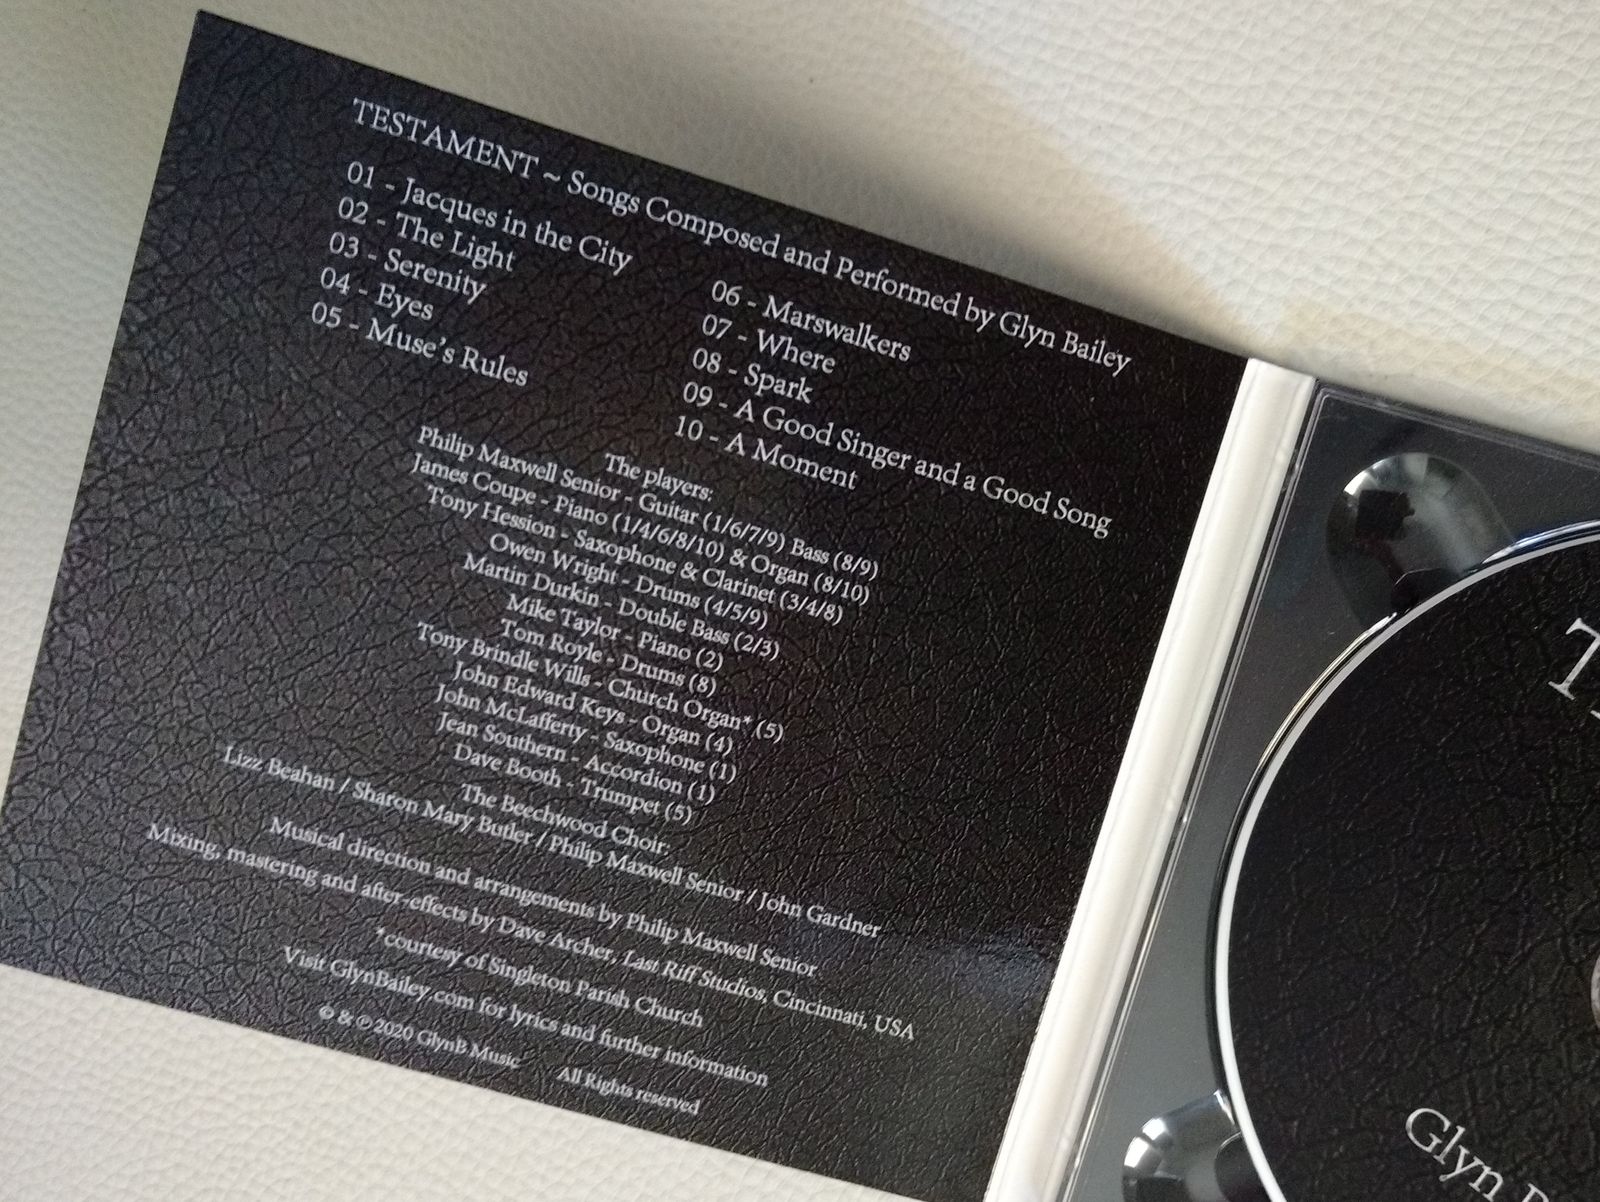 TESTAMENT ~ Songs Composed and Performed by Glyn Bailey
01 - Jacques in the City
02 - The Light
03 - Serenity
04 - Eyes
05 - Muse's Rules
06 - Marswalkers
07 - Where
08 - Spark
09 - A Good Singer and a Good Song
10 - A Moment
The players:
Philip Maxwell Senior - Guitar (1/6/7/9) Bass (8/9)
James Coupe - Piano (1/4/6/8/10) & Organ (8/10)
Tony Hession - Saxophone & Clarinet (3/4/8)
Owen Wright - Drums (4/5/9)
Martin Durkin - Double Bass (2/3)
Mike Taylor - Piano (2)
Tom Royle - Drums (8)
Tony Brindle Wills - Church Organ* (5)
John Edward Keys - Organ (4)
John McLafferty - Saxophone (1)
Jean Southern - Accordion (1)
Dave Booth - Trumpet (5)
The Beechwood Choir:
Lizz Beahan / Sharon Mary Butler / Philip Maxwell Senior / John Gardner
Musical direction and arrangements by Philip Maxwell Senior
Mixing, mastering and after-effects by Dave Archer, Last Riff Studios, Cincinnati, USA
*courtesy of Singleton Parish Church
Visit GlynBailey.com for lyrics and further information
© & ℗ 2020 GlynB Music All Rights reserved
Glyn